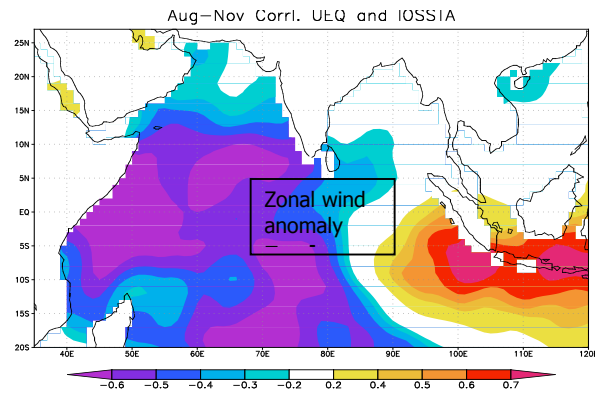 Aug-Nov Corrl. UEQ and IOSSTA
25N
20N
15N
10N
5N
EQ
5S
10S
15S
20S
Zonal wind
anomaly
40E 50E 60E 70E 80E 90E 100E 110E 120E
-0.6 -0.5 -0.4 -0.3 -0.2 0.2 0.4 0.5 0.6 0.7